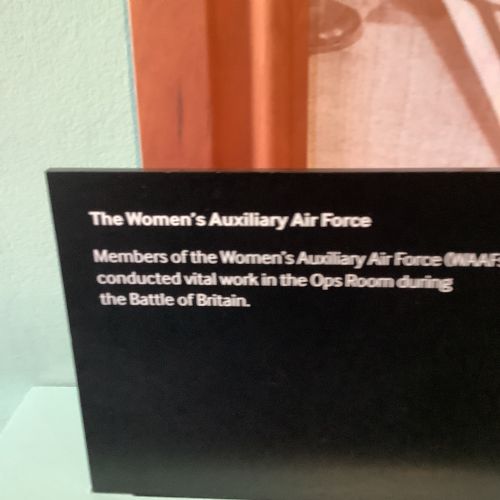 The Women's Auxiliary Air Force
Members of the Women's Auxiliary Air Force (WAAFs
conducted vital work in the Ops Room during
the Battle of Britain.